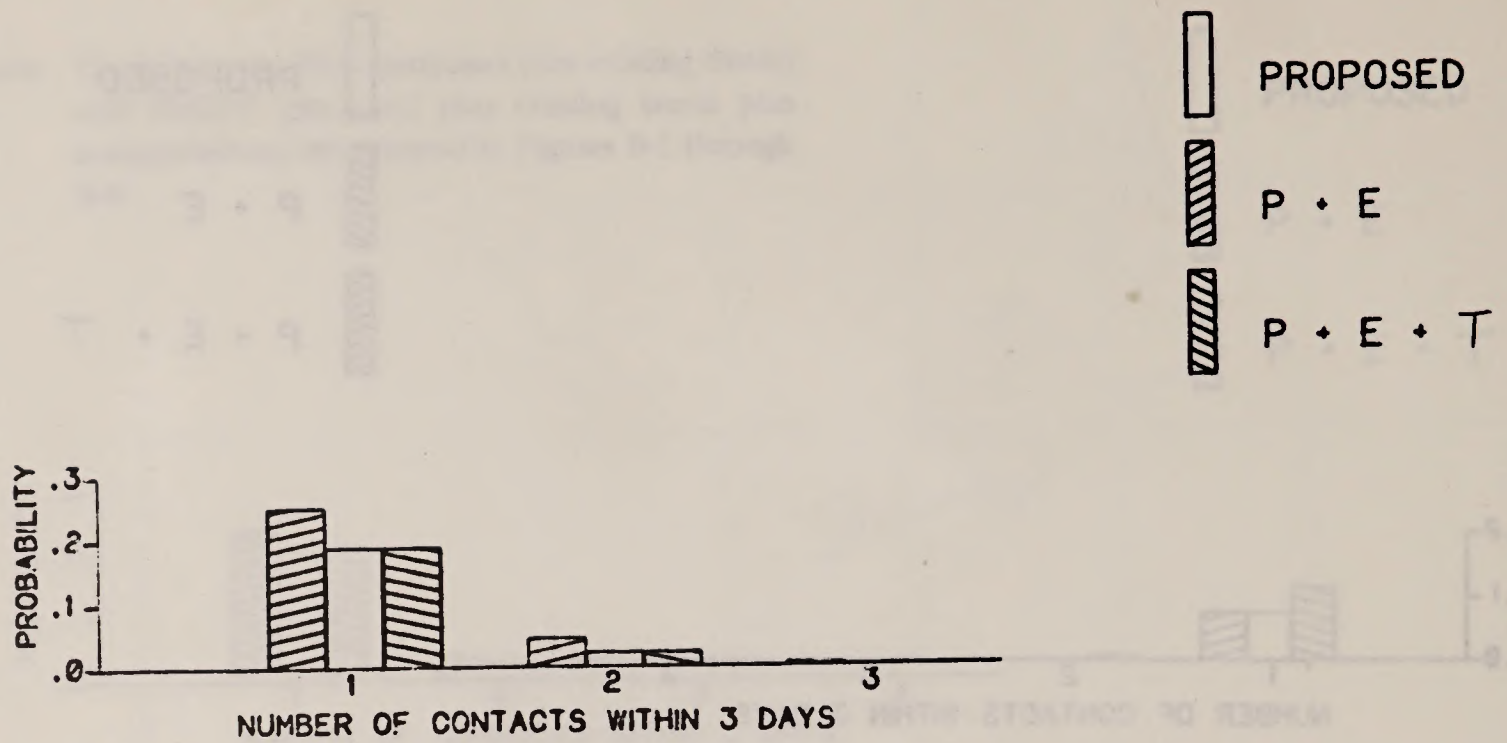 PROPOSED
P + E
P + E + T
PROBABILITY
.3
.2
.1
.0
1 2 3
NUMBER OF CONTACTS WITHIN 3 DAYS